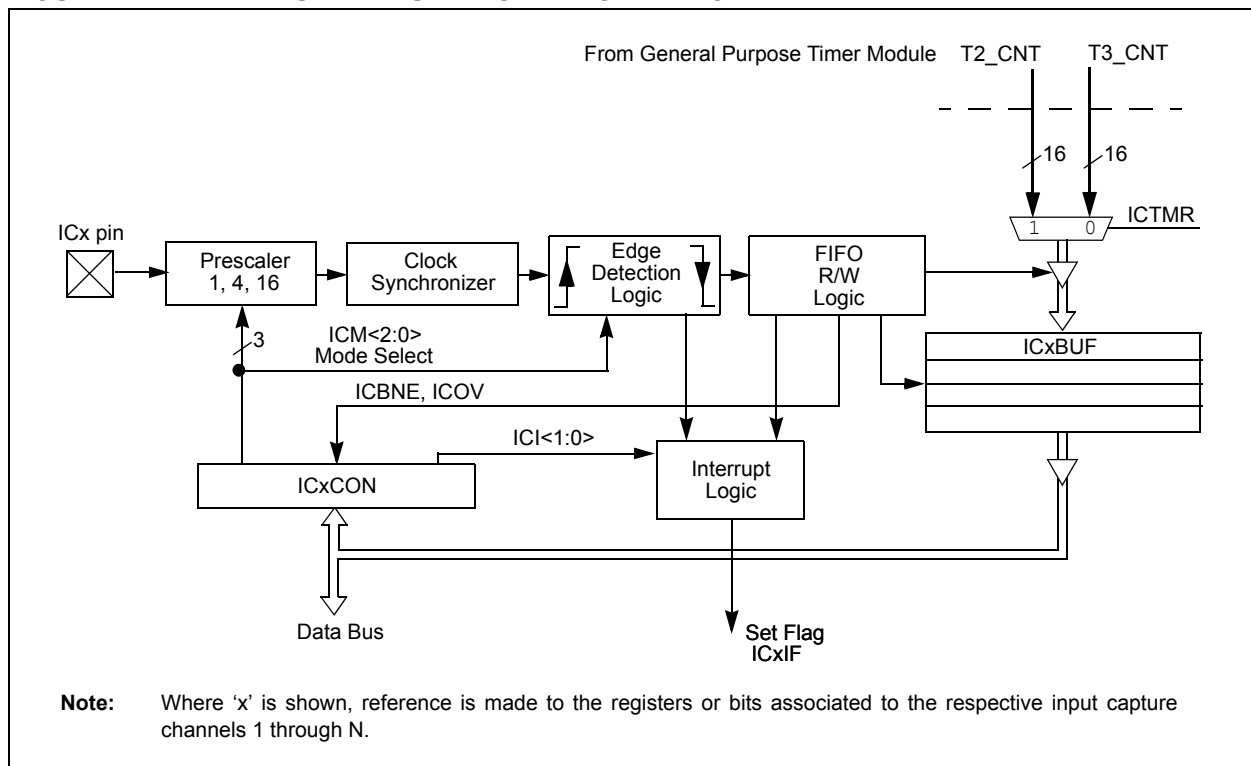 From General Purpose Timer Module T2_CNT T3_CNT
16 16
ICx pin
1 0 ICTMR
Prescaler
1, 4, 16
Clock
Synchronizer
Edge
Detection
Logic
FIFO
R/W
Logic
3
ICM<2:0>
Mode Select
ICxBUF
ICBNE, ICOV
ICI<1:0>
ICxCON
Interrupt
Logic
Data Bus
Set Flag
ICxIF
Note: Where ‘x’ is shown, reference is made to the registers or bits associated to the respective input capture
channels 1 through N.